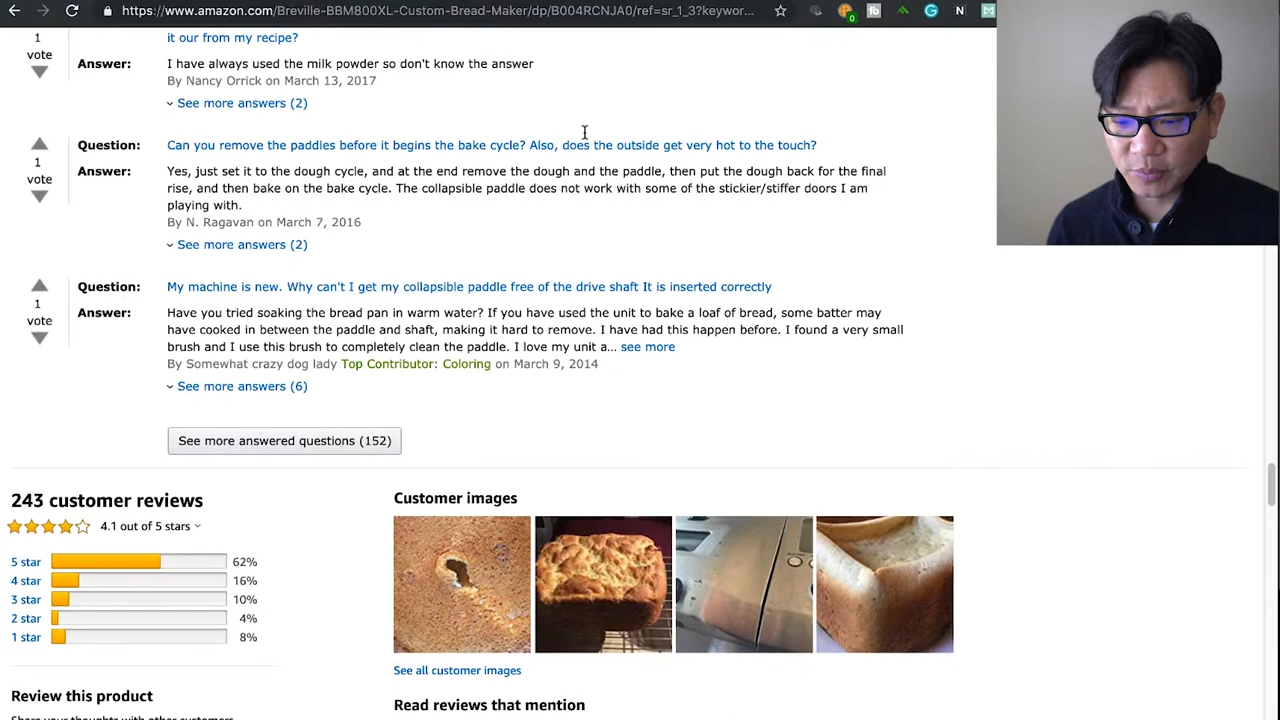 https://www.amazon.com/Breville-BBM800XL-Custom-Bread-Maker/dp/B004RCNJA0/ref=sr_1_3?keywor...
0
tb
G
N
M
1
vote
it our from my recipe?
Answer: I have always used the milk powder so don't know the answer
By Nancy Orrick on March 13, 2017
See more answers (2)
1
vote
Question: Can you remove the paddles before it begins the bake cycle? Also, does the outside get very hot to the touch?
Answer: Yes, just set it to the dough cycle, and at the end remove the dough and the paddle, then put the dough back for the final
rise, and then bake on the bake cycle. The collapsible paddle does not work with some of the stickier/stiffer doors I am
playing with.
By N. Ragavan on March 7, 2016
See more answers (2)
1
vote
Question: My machine is new. Why can't I get my collapsible paddle free of the drive shaft It is inserted correctly
Answer: Have you tried soaking the bread pan in warm water? If you have used the unit to bake a loaf of bread, some batter may
have cooked in between the paddle and shaft, making it hard to remove. I have had this happen before. I found a very small
brush and I use this brush to completely clean the paddle. I love my unit a... see more
By Somewhat crazy dog lady Top Contributor: Coloring on March 9, 2014
See more answers (6)
See more answered questions (152)
243 customer reviews
4.1 out of 5 stars
5 star 62%
4 star 16%
3 star 10%
2 star 4%
1 star 8%
Review this product
Share your thoughts with other customers
Customer images
See all customer images
Read reviews that mention